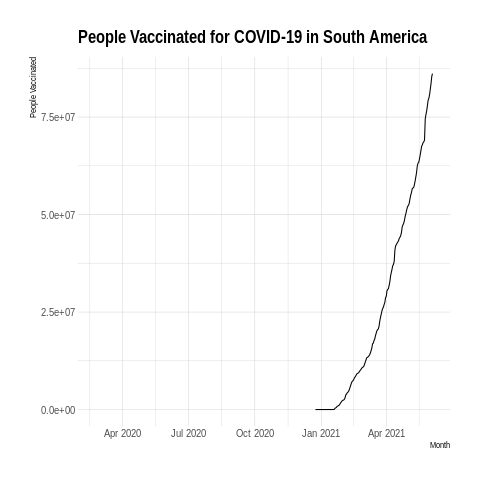 People Vaccinated for COVID-19 in South America
People Vaccinated
7.5e+07
5.0e+07
2.5e+07
0.0e+00
Apr 2020 Jul 2020 Oct 2020 Jan 2021 Apr 2021
Month